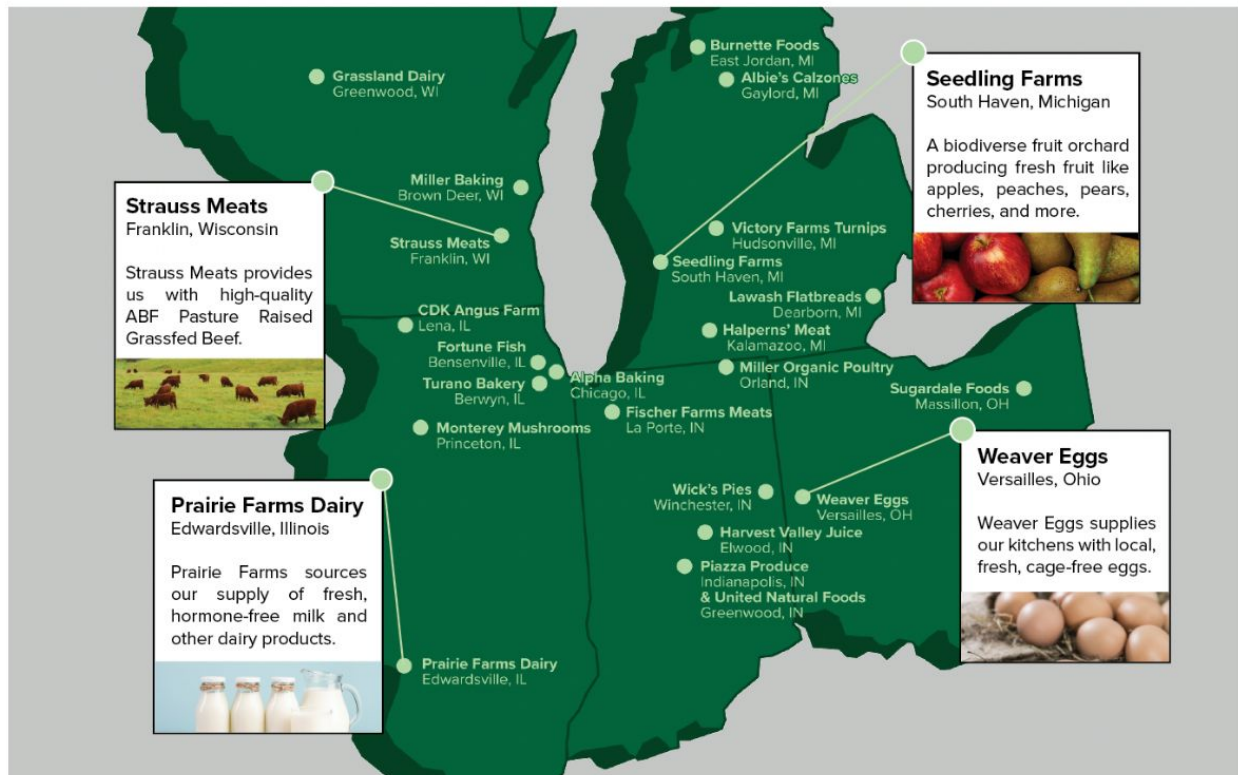 Burnette Foods
East Jordan, MI
Grassland Dairy
Greenwood, WI
Albie's Calzones
Gaylord, MI
Seedling Farms
South Haven, Michigan
A biodiverse fruit orchard
producing fresh fruit like
apples, peaches, pears,
cherries, and more.
Miller Baking
Brown Deer, WI
Strauss Meats
Franklin, Wisconsin
Strauss Meats provides
us with high-quality
ABF Pasture Raised
Grassfed Beef.
Strauss Meats
Franklin, WI
Victory Farms Turnips
Hudsonville, MI
Seedling Farms
South Haven, MI
Lawash Flatbreads
Dearborn, MI
CDK Angus Farm
Lena, IL
Halperns' Meat
Kalamazoo, MI
Fortune Fish
Bensenville, IL
Miller Organic Poultry
Orland, IN
Alpha Baking
Chicago, IL
Turano Bakery
Berwyn, IL
Sugardale Foods
Massillon, OH
Fischer Farms Meats
La Porte, IN
Monterey Mushrooms
Princeton, IL
Weaver Eggs
Versailles, Ohio
Weaver Eggs supplies
our kitchens with local,
fresh, cage-free eggs.
Prairie Farms Dairy
Edwardsville, Illinois
Prairie Farms sources
our supply of fresh,
hormone-free milk and
other dairy products.
Wick's Pies
Winchester, IN
Weaver Eggs
Versailles, OH
Harvest Valley Juice
Elwood, IN
Piazza Produce
Indianapolis, IN
& United Natural Foods
Greenwood, IN
Prairie Farms Dairy
Edwardsville, IL